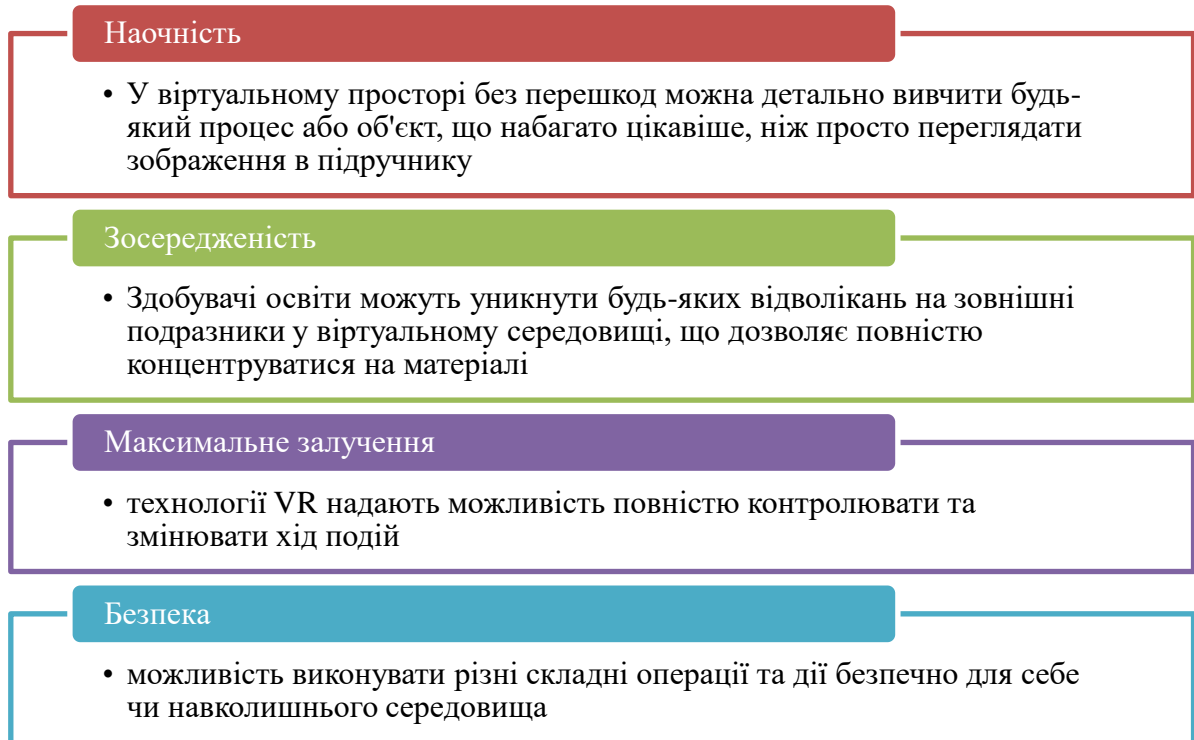 Наочність
• У віртуальному просторі без перешкод можна детально вивчити будь-
який процес або об'єкт, що набагато цікавіше, ніж просто переглядати
зображення в підручнику
Зосередженість
• Здобувачі освіти можуть уникнути будь-яких відволікань на зовнішні
подразники у віртуальному середовищі, що дозволяє повністю
концентруватися на матеріалі
Максимальне залучення
• технології VR надають можливість повністю контролювати та
змінювати хід подій
Безпека
• можливість виконувати різні складні операції та дії безпечно для себе
чи навколишнього середовища